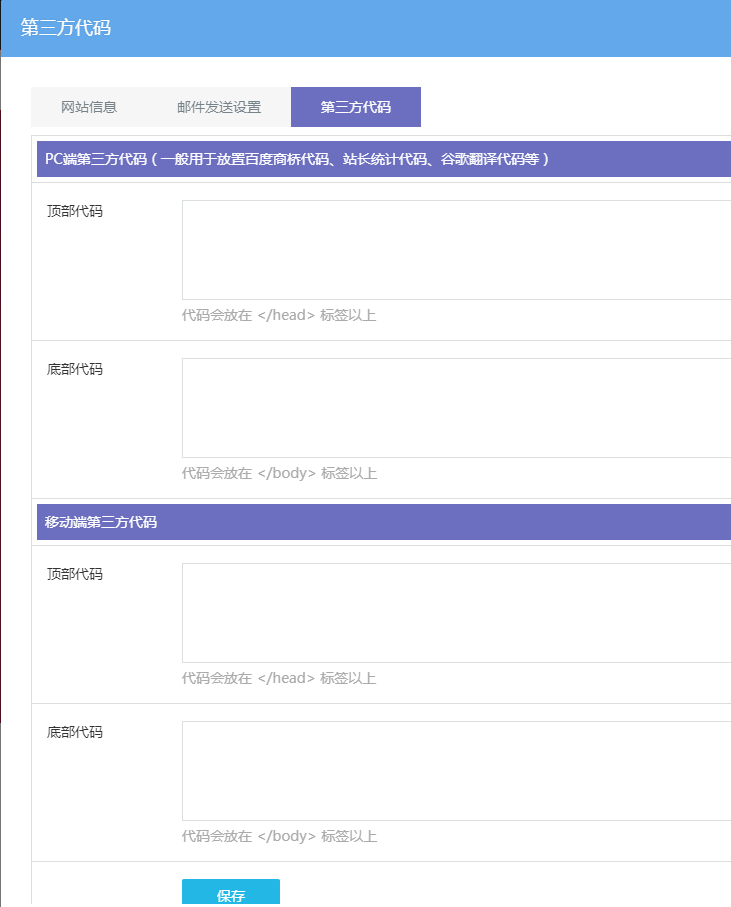 第三方代码
网站信息 邮件发送设置 第三方代码
PC端第三方代码（一般用于放置百度商桥代码、站长统计代码、谷歌翻译代码等）
顶部代码
代码会放在 </head> 标签以上
底部代码
代码会放在 </body> 标签以上
移动端第三方代码
顶部代码
代码会放在 </head> 标签以上
底部代码
代码会放在 </body> 标签以上
保存